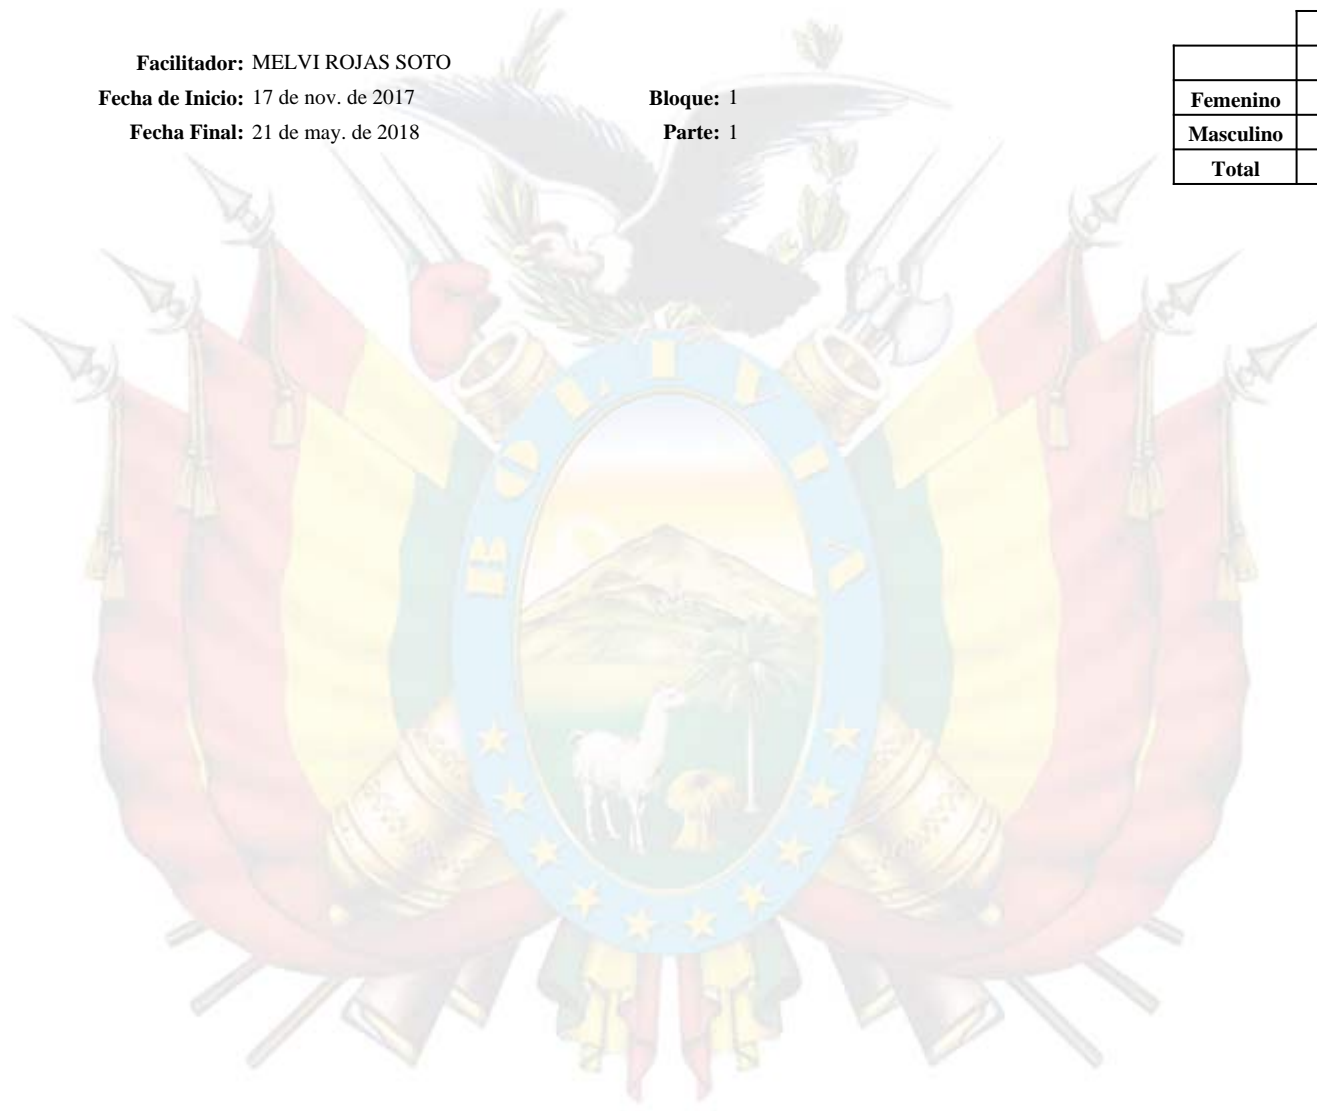 Facilitador: MELVI ROJAS SOTO
Fecha de Inicio: 17 de nov. de 2017 Bloque: 1
Fecha Final: 21 de may. de 2018 Parte: 1
Femenino
Masculino
Total
BOLIVIA